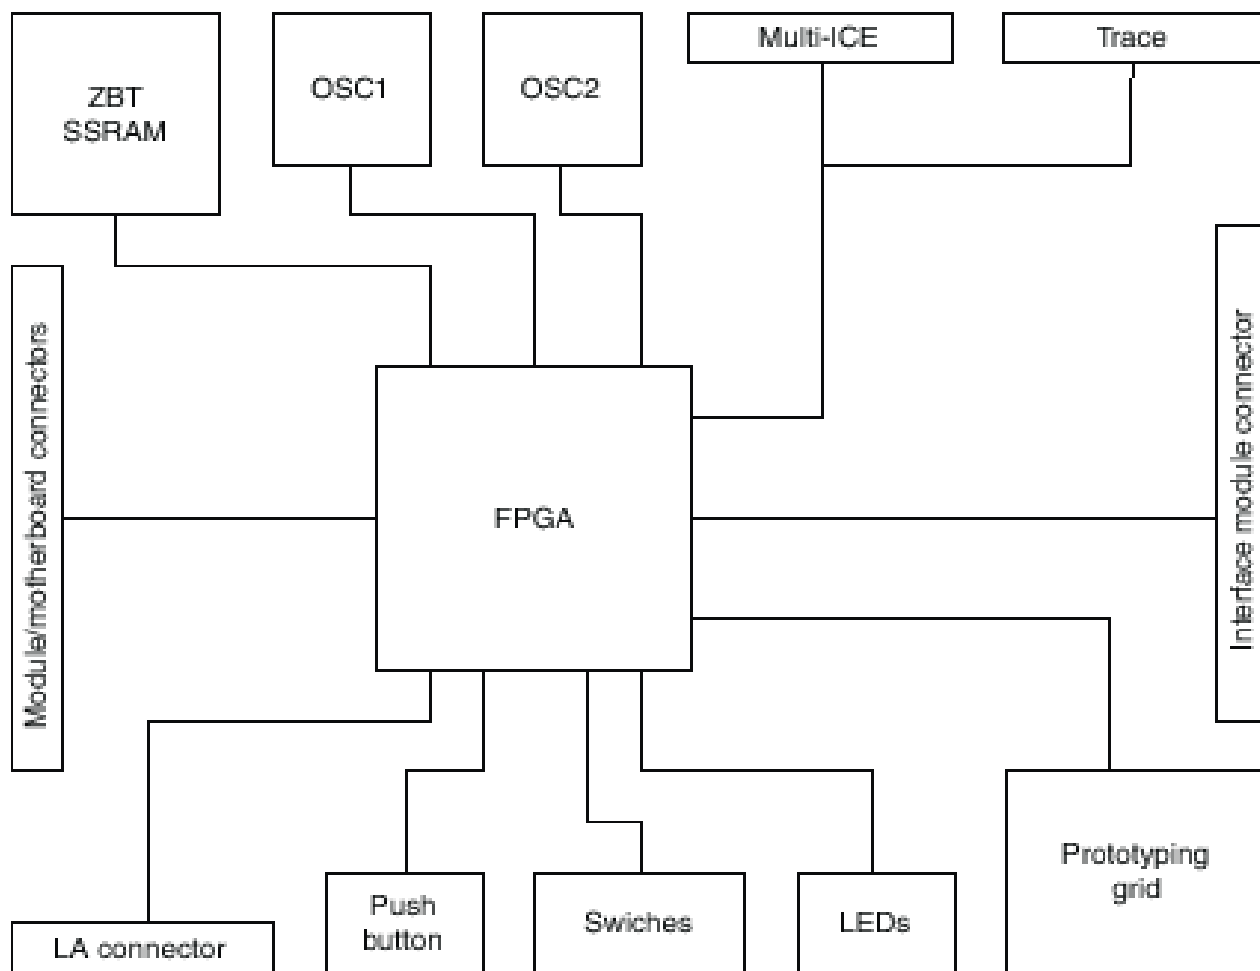 ZBT
SSRAM
OSC1
OSC2
Multi-ICE
Trace
Module/motherboard connectors
FPGA
Interface module connector
LA connector
Push
button
Swiches
LEDs
Prototyping
grid